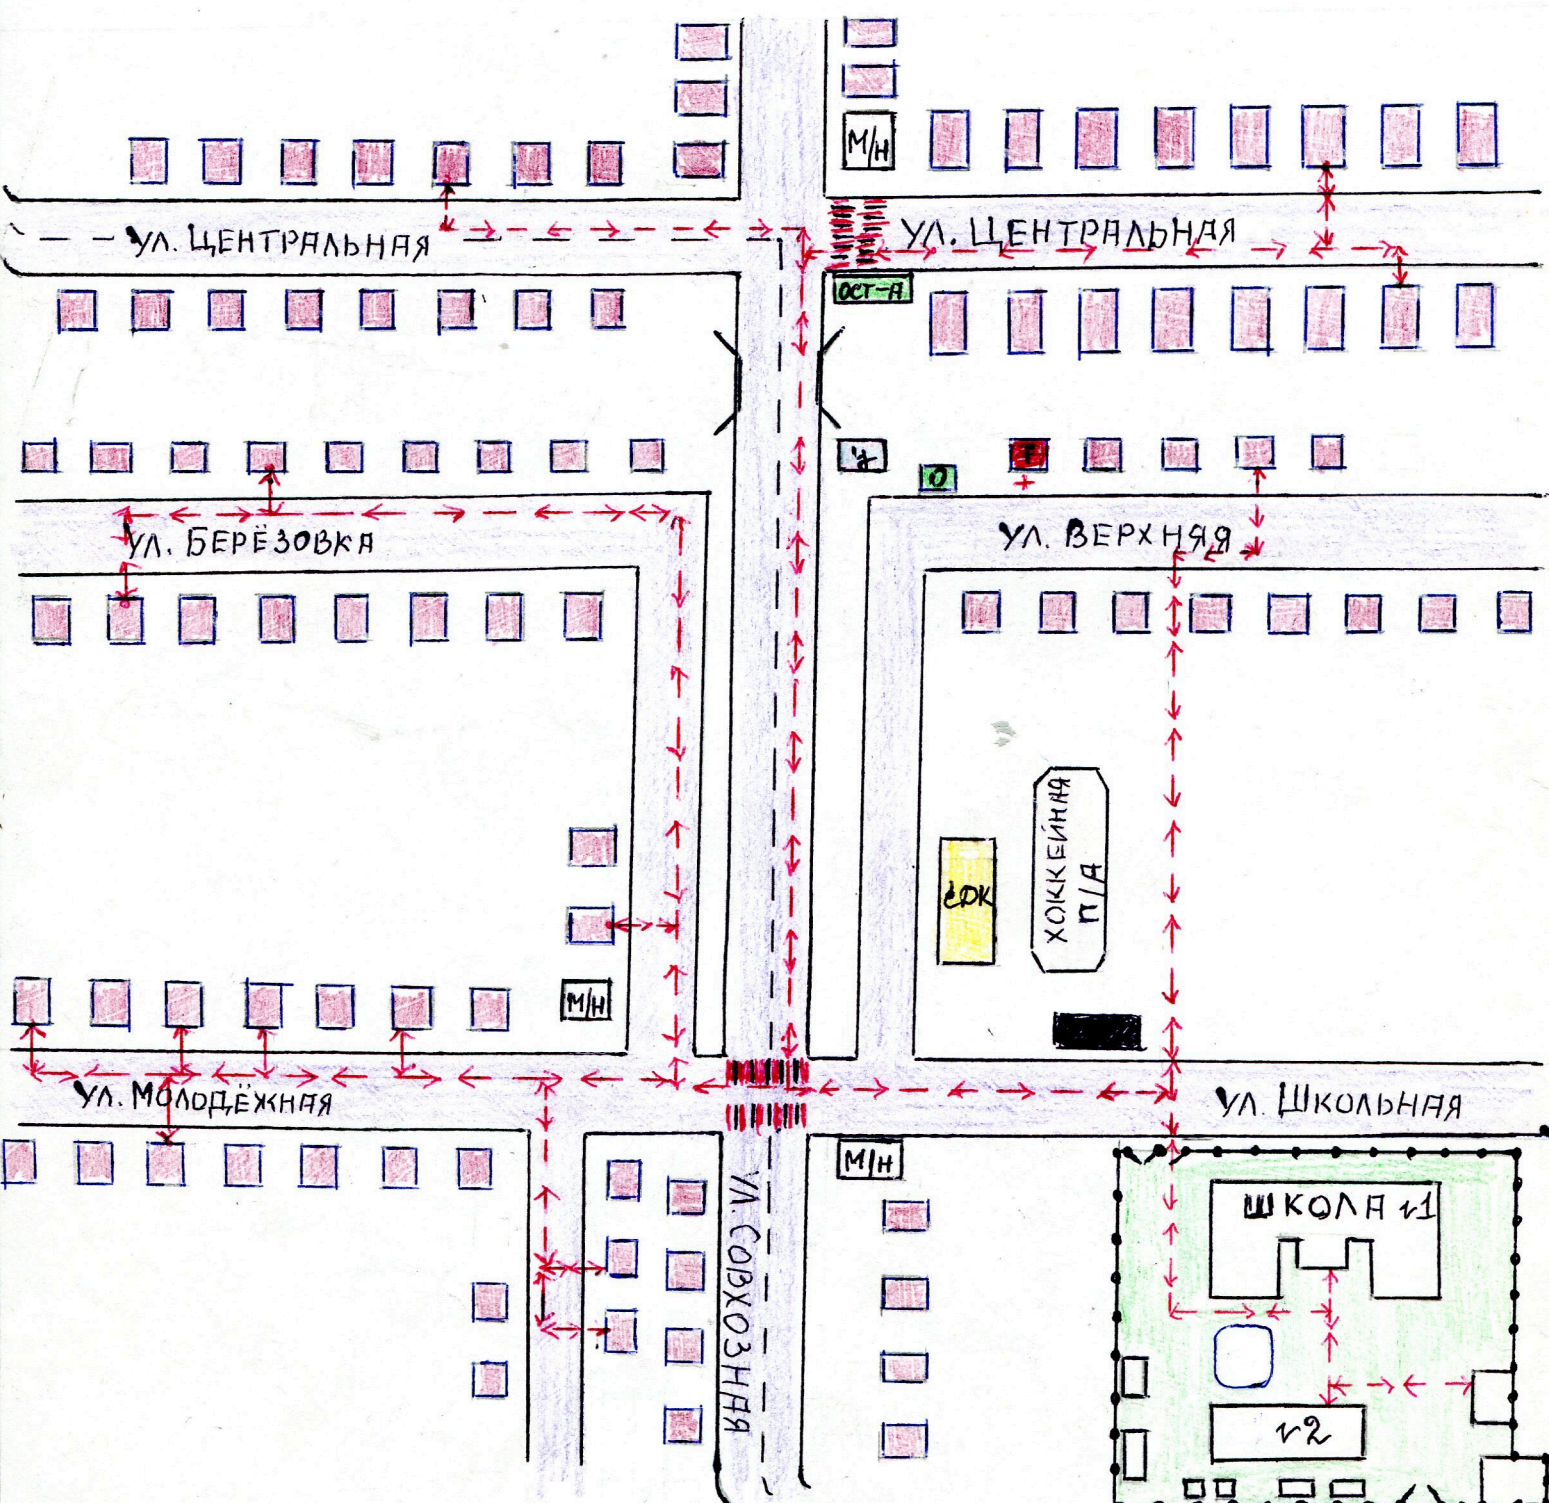 М/Н
УЛ. ЦЕНТРАЛЬНАЯ
УЛ. ЦЕНТРАЛЬНАЯ
ОСТ-А
О
УЛ. БЕРЁЗОВКА
УЛ. ВЕРХНЯЯ
ХОККЕЙНАЯ
П/А
СДК
М/Н
УЛ. МОЛОДЁЖНАЯ
УЛ. ШКОЛЬНАЯ
М/Н
УЛ. СОВХОЗНАЯ
ШКОЛА №1
№2